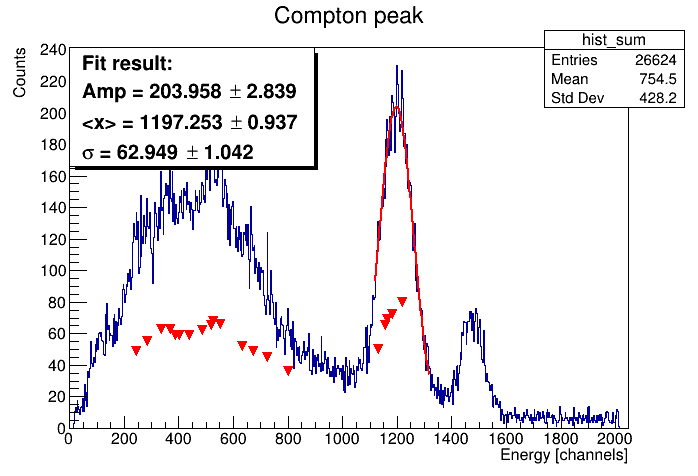 Compton peak
hist_sum
Entries 26624
Mean 754.5
Std Dev 428.2
Fit result:
Amp = 203.958 ± 2.839
<x> = 1197.253 ± 0.937
σ = 62.949 ± 1.042
Counts
240
220
200
180
160
140
120
100
80
60
40
20
0
0 200 400 600 800 1000 1200 1400 1600 1800 2000
Energy [channels]